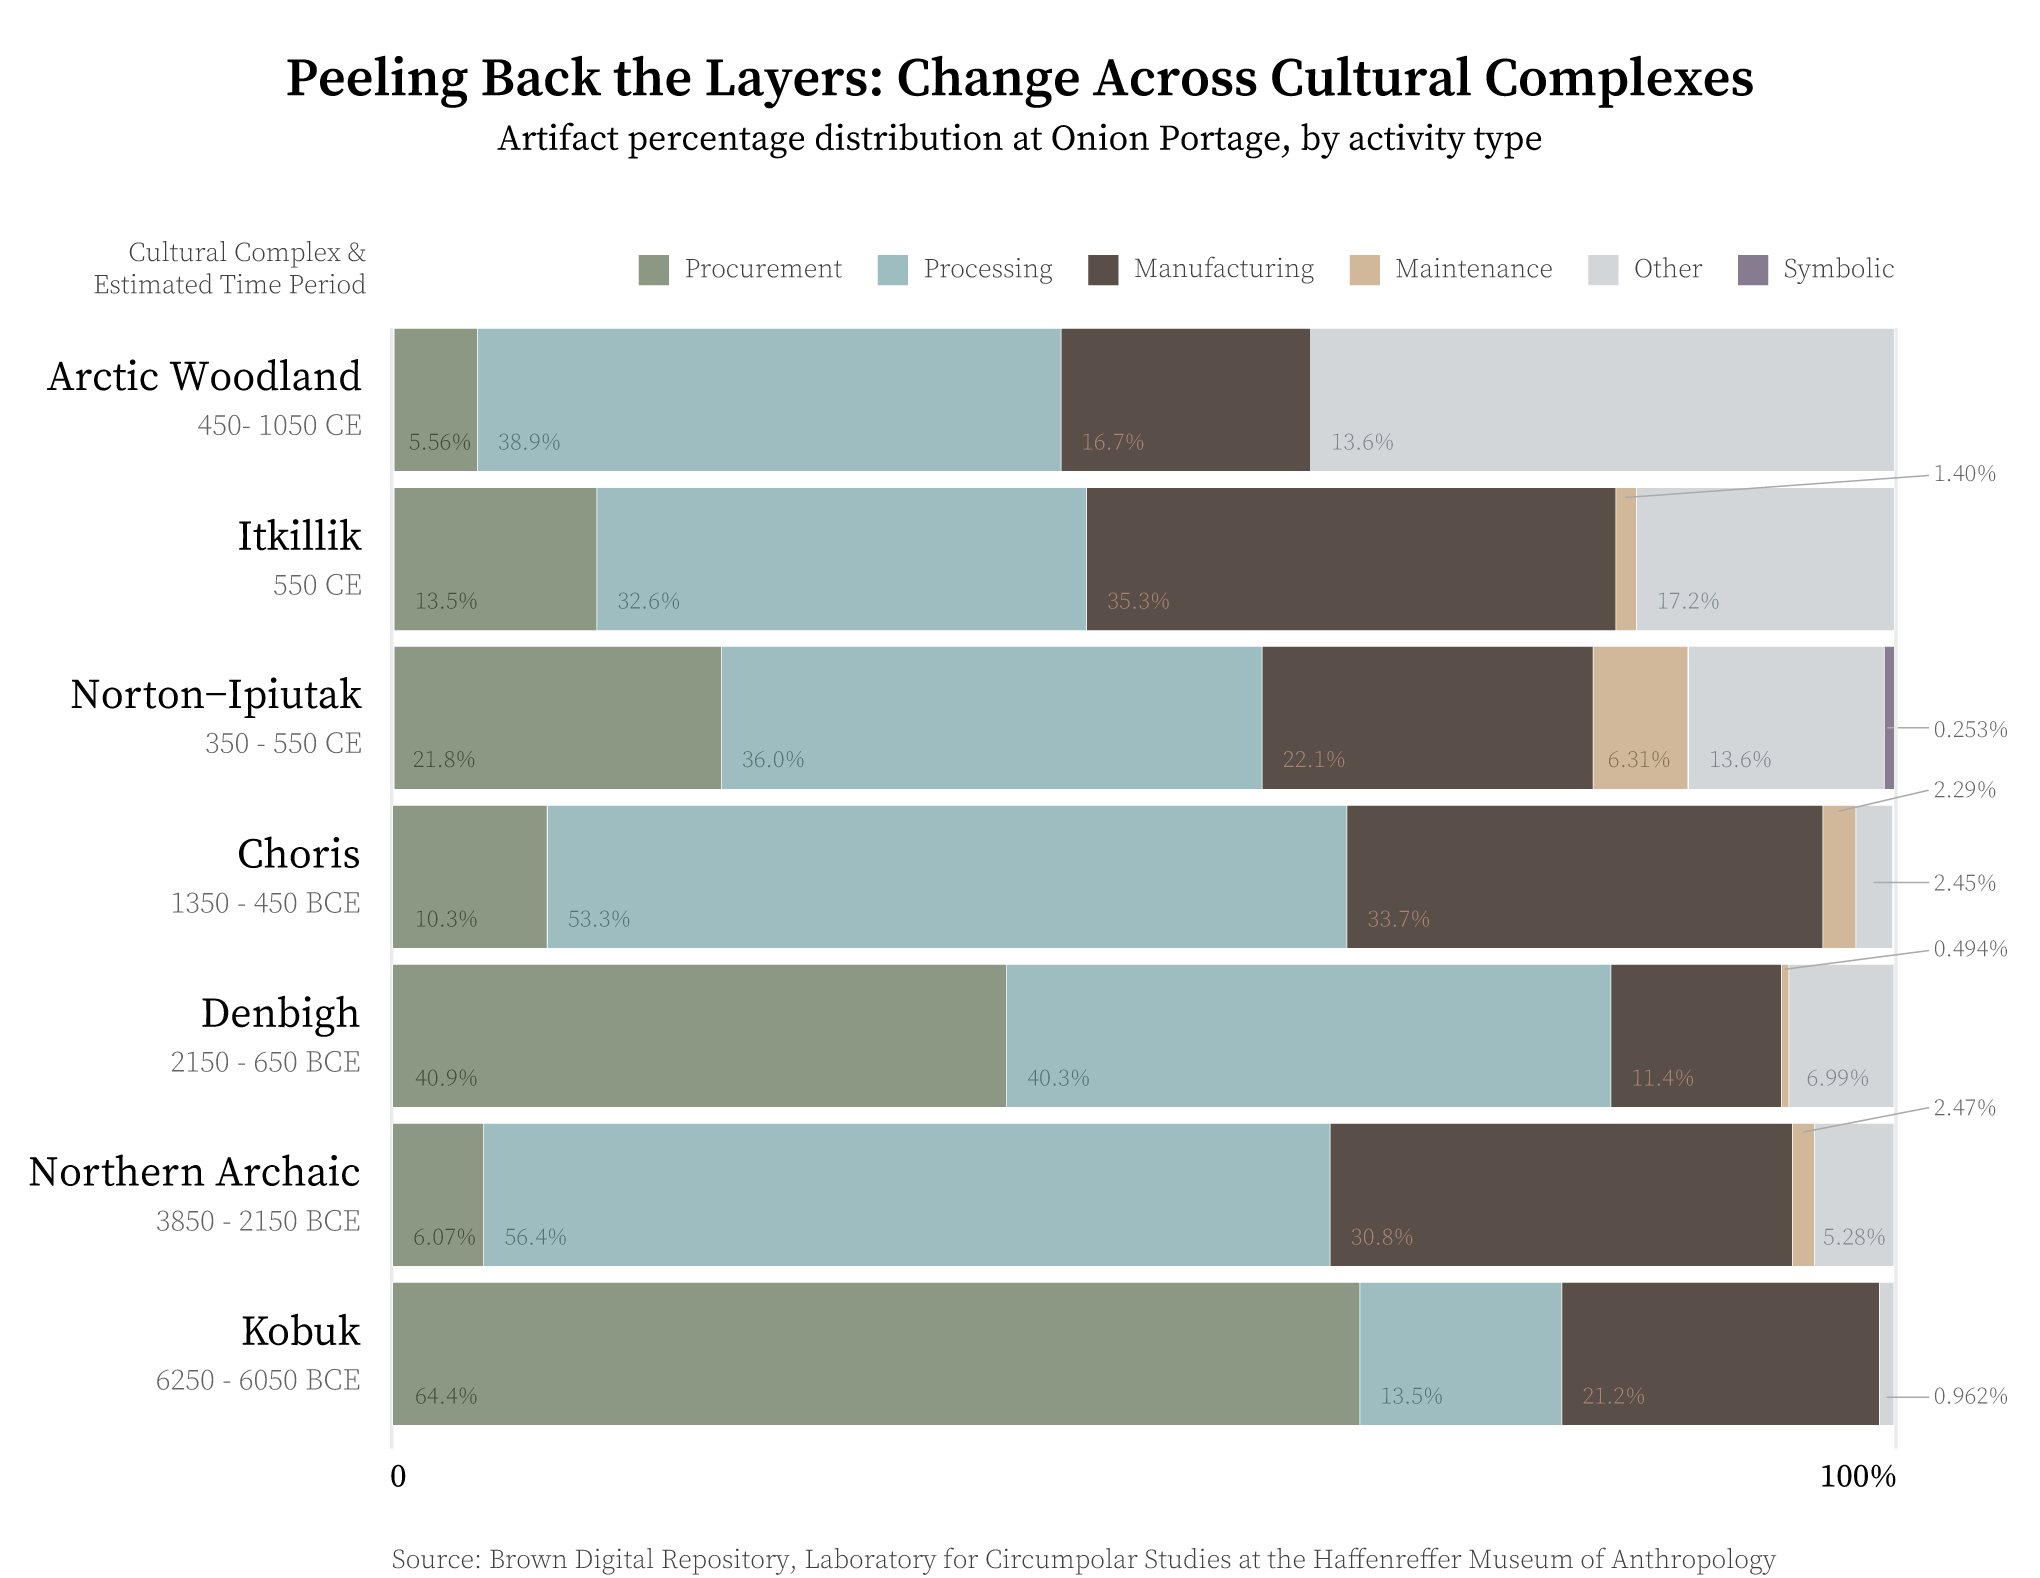 Peeling Back the Layers: Change Across Cultural Complexes
Artifact percentage distribution at Onion Portage, by activity type
Cultural Complex &
Estimated Time Period
Procurement Processing Manufacturing Maintenance Other Symbolic
Arctic Woodland
450- 1050 CE
5.56% 38.9% 16.7% 13.6%
1.40%
Itkillik
550 CE
13.5% 32.6% 35.3% 17.2%
Norton–Ipiutak
350 - 550 CE
0.253%
21.8% 36.0% 22.1% 6.31% 13.6%
2.29%
Choris
1350 - 450 BCE
2.45%
10.3% 53.3% 33.7%
0.494%
Denbigh
2150 - 650 BCE
40.9% 40.3% 11.4% 6.99%
2.47%
Northern Archaic
3850 - 2150 BCE
6.07% 56.4% 30.8% 5.28%
Kobuk
6250 - 6050 BCE
64.4% 13.5% 21.2% 0.962%
0 100%
Source: Brown Digital Repository, Laboratory for Circumpolar Studies at the Haffenreffer Museum of Anthropology